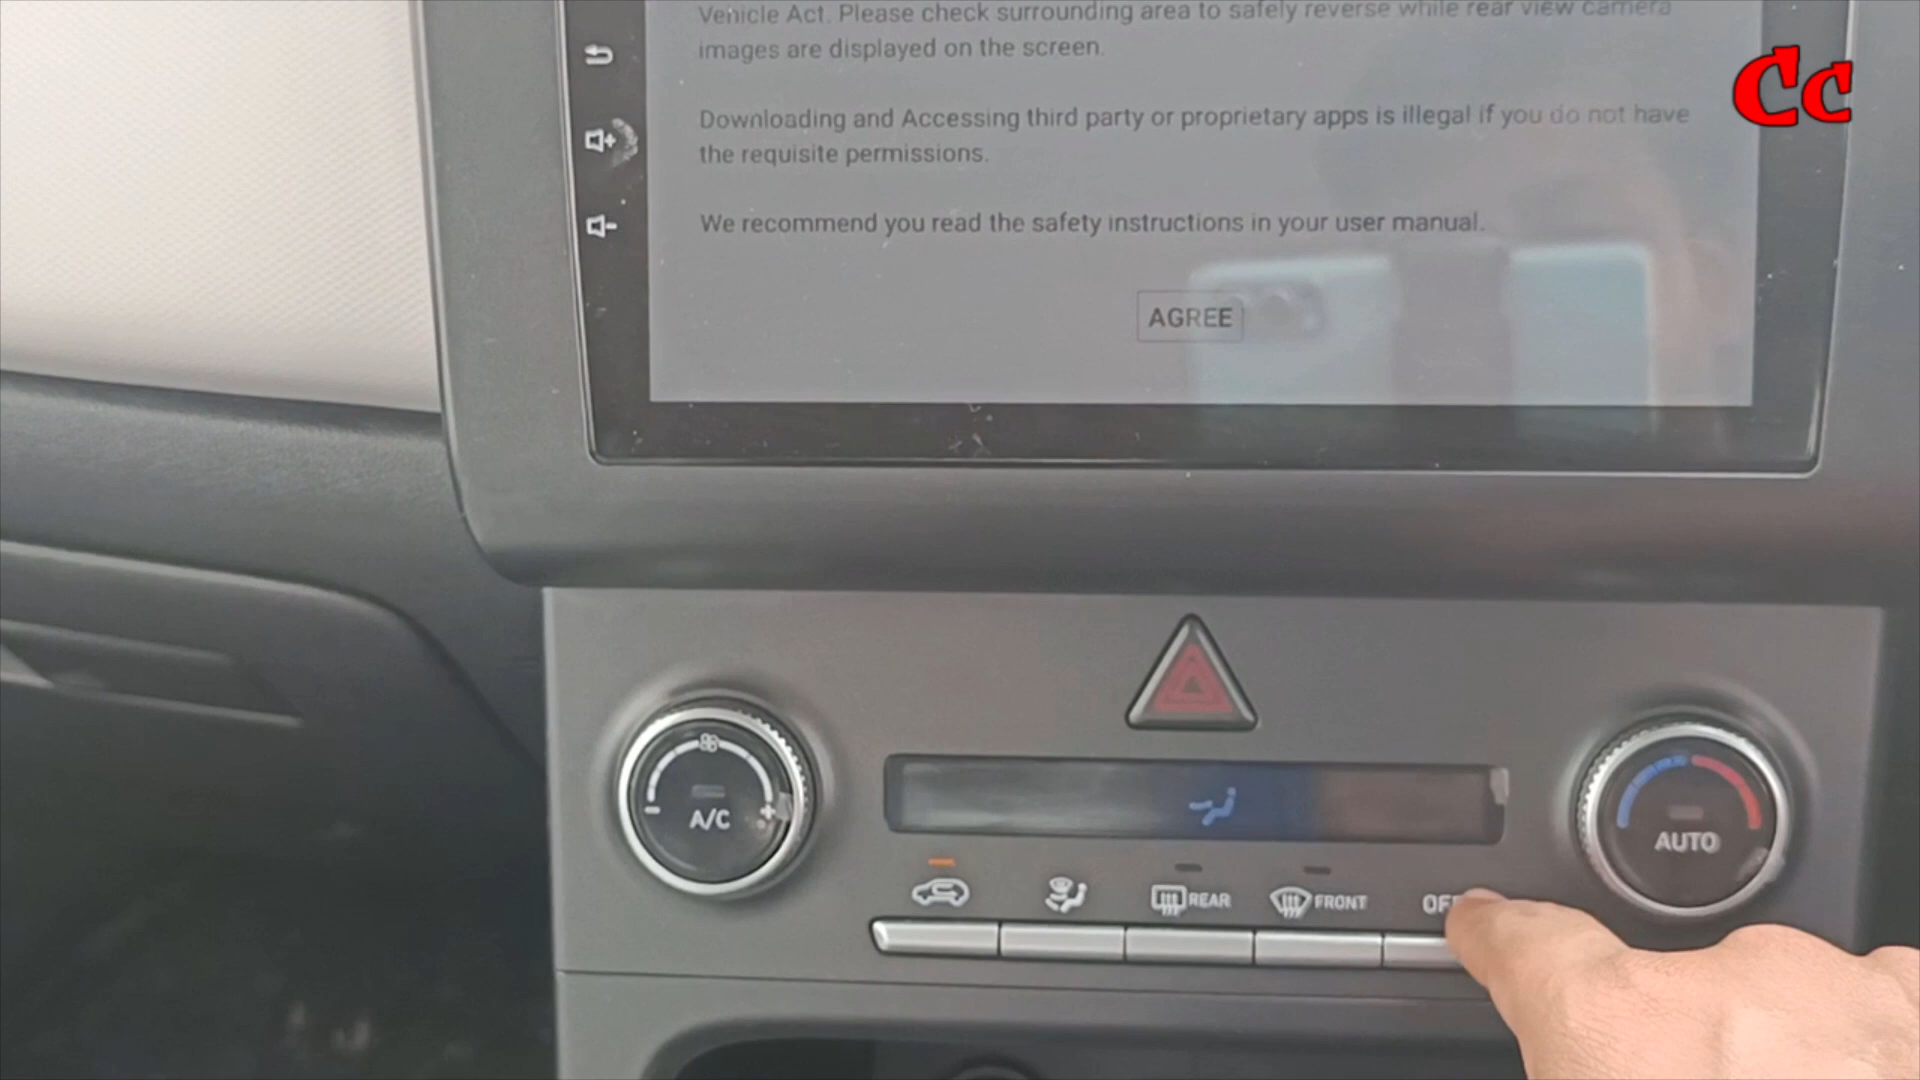 Vehicle Act. Please check surrounding area to safely reverse while rear view camera
images are displayed on the screen.
Cc
Downloading and Accessing third party or proprietary apps is illegal if you do not have
the requisite permissions.
We recommend you read the safety instructions in your user manual.
AGREE
A/C
AUTO
REAR
FRONT